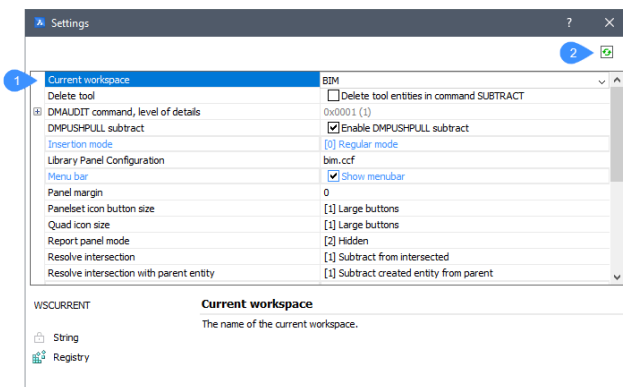 Settings
?
2
1
Current workspace BIM
Delete tool Delete tool entities in command SUBTRACT
DMAUDIT command, level of details 0x0001 (1)
DMPUSHPULL subtract Enable DMPUSHPULL subtract
Insertion mode [0] Regular mode
Library Panel Configuration bim.ccf
Menu bar Show menubar
Panel margin 0
Panelset icon button size [1] Large buttons
Quad icon size [1] Large buttons
Report panel mode [2] Hidden
Resolve intersection [1] Subtract from intersected
Resolve intersection with parent entity [1] Subtract created entity from parent
WSCURRENT Current workspace
The name of the current workspace.
String
Registry